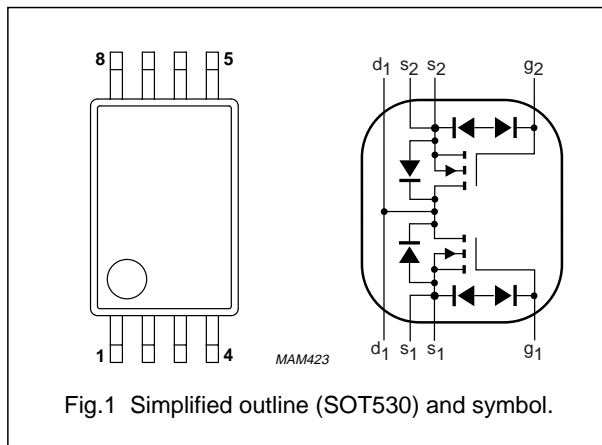 8 5
d1 s2 s2 g2
1 4
MAM423
d1 s1 s1 g1
Fig.1 Simplified outline (SOT530) and symbol.